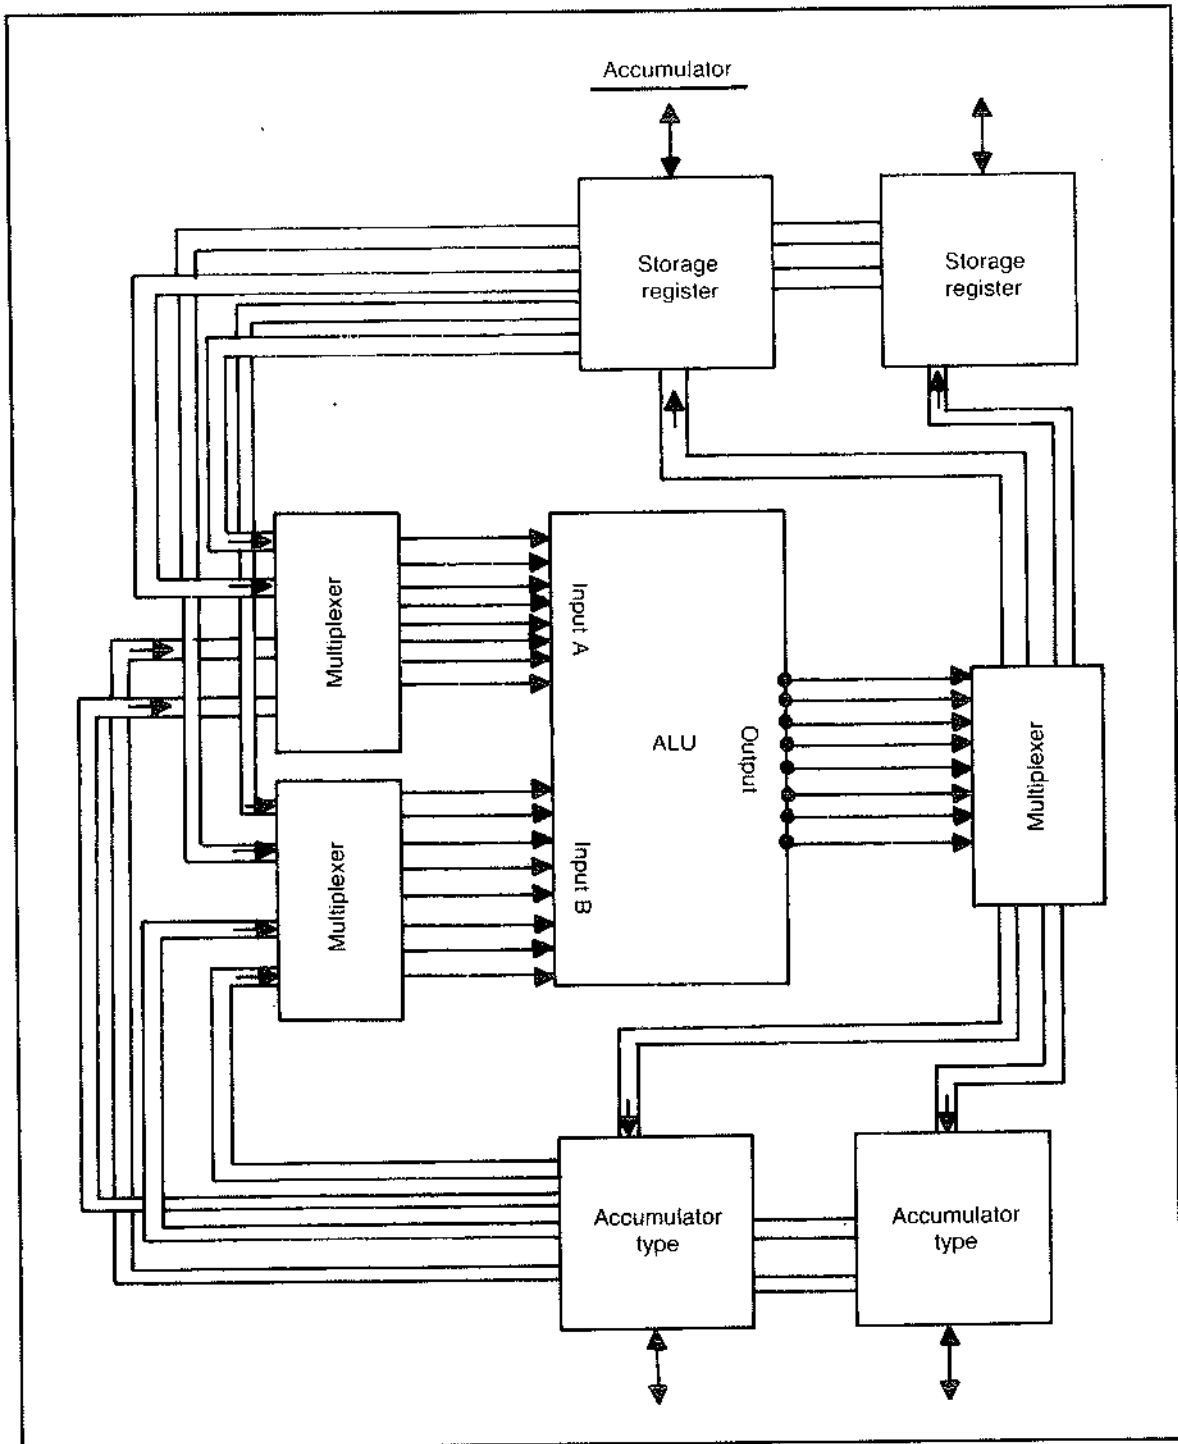 Accumulator
Storage
register
Storage
register
Multiplexer
Input A
ALU
Output
Multiplexer
Multiplexer
Input B
Accumulator
type
Accumulator
type